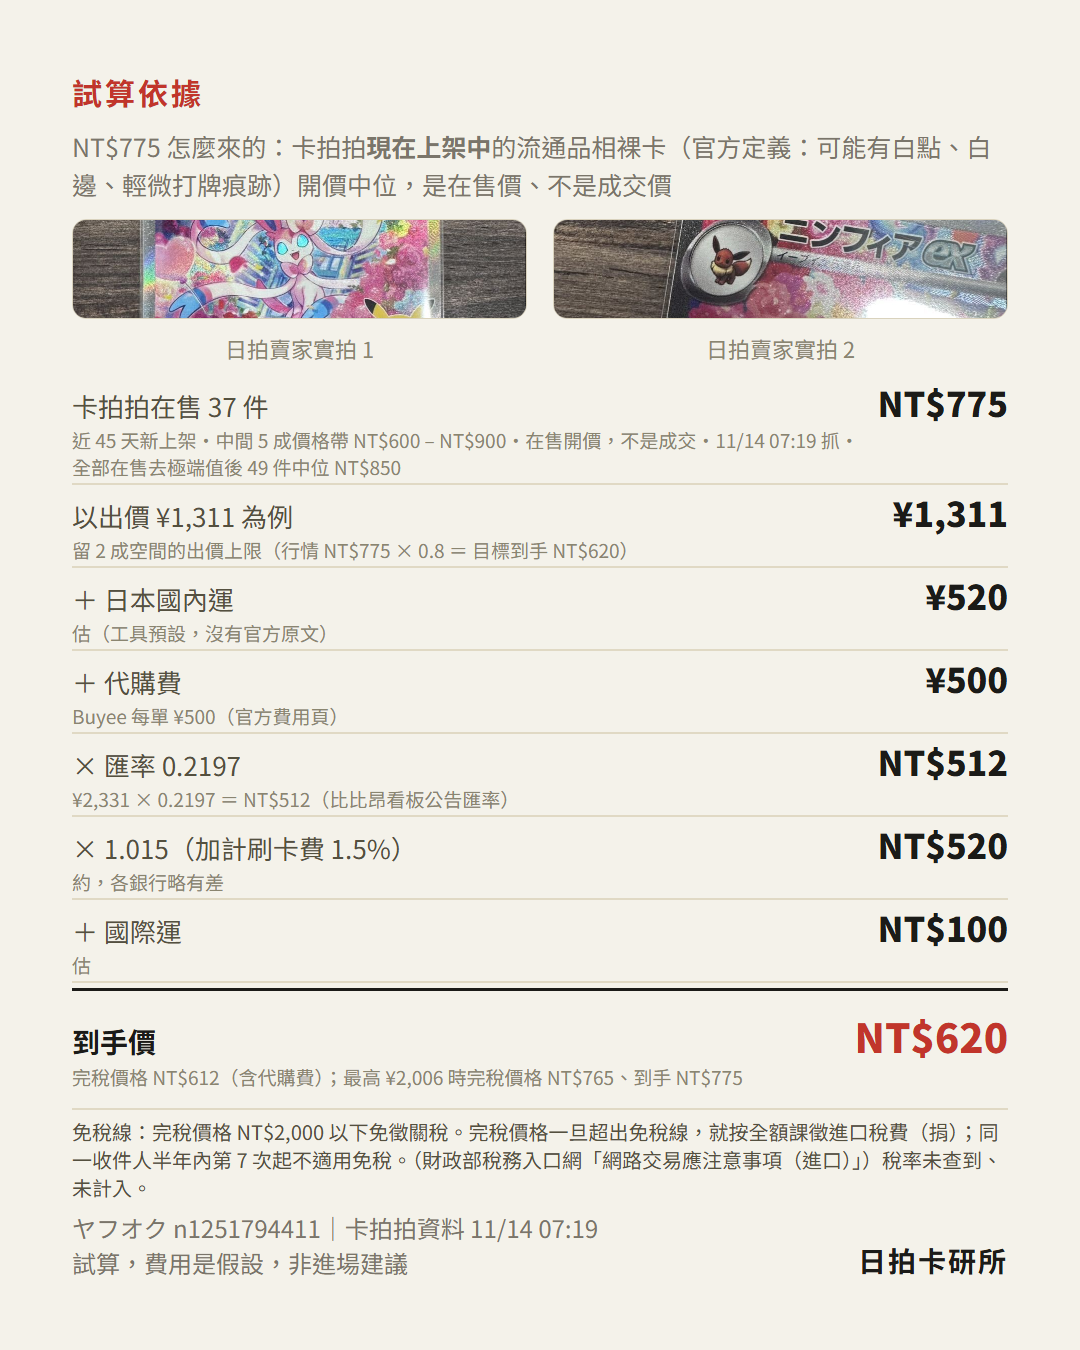 試算依據
NT$775 怎麼來的：卡拍拍現在上架中的流通品相裸卡（官方定義：可能有白點、白
邊、輕微打牌痕跡）開價中位，是在售價、不是成交價
ニンフィアex
イーブイ
日拍賣家實拍 1
日拍賣家實拍 2
卡拍拍在售 37 件
NT$775
近 45 天新上架・中間 5 成價格帶 NT$600 – NT$900・在售開價，不是成交・11/14 07:19 抓・
全部在售去極端值後 49 件中位 NT$850
以出價 ¥1,311 為例
¥1,311
留 2 成空間的出價上限（行情 NT$775 × 0.8 ＝ 目標到手 NT$620）
＋ 日本國內運
¥520
估（工具預設，沒有官方原文）
＋ 代購費
¥500
Buyee 每單 ¥500（官方費用頁）
× 匯率 0.2197
NT$512
¥2,331 × 0.2197 ＝ NT$512（比比昂看板公告匯率）
× 1.015（加計刷卡費 1.5%）
NT$520
約，各銀行略有差
＋ 國際運
NT$100
估
到手價
NT$620
完稅價格 NT$612（含代購費）；最高 ¥2,006 時完稅價格 NT$765、到手 NT$775
免稅線：完稅價格 NT$2,000 以下免徵關稅。完稅價格一旦超出免稅線，就按全額課徵進口稅費（捐）；同
一收件人半年內第 7 次起不適用免稅。（財政部稅務入口網「網路交易應注意事項（進口）」）稅率未查到、
未計入。
ヤフオク n1251794411｜卡拍拍資料 11/14 07:19
試算，費用是假設，非進場建議
日拍卡研所